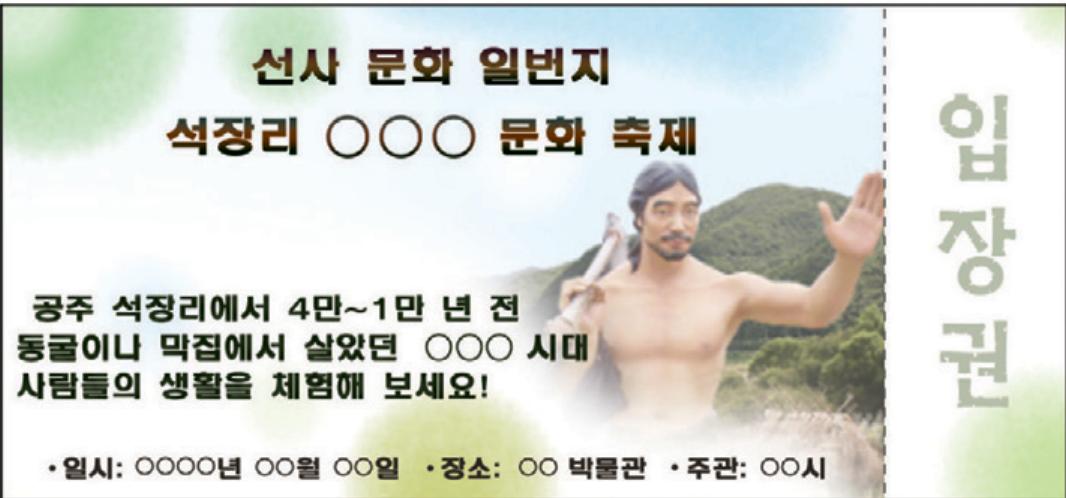 선사 문화 일번지
석장리 ○○○ 문화 축제
공주 석장리에서 4만~1만 년 전
동굴이나 막집에서 살았던 ○○○ 시대
사람들의 생활을 체험해 보세요!
•일시: ○○○○년 ○○월 ○○일 •장소: ○○ 박물관 •주관: ○○시
입장권